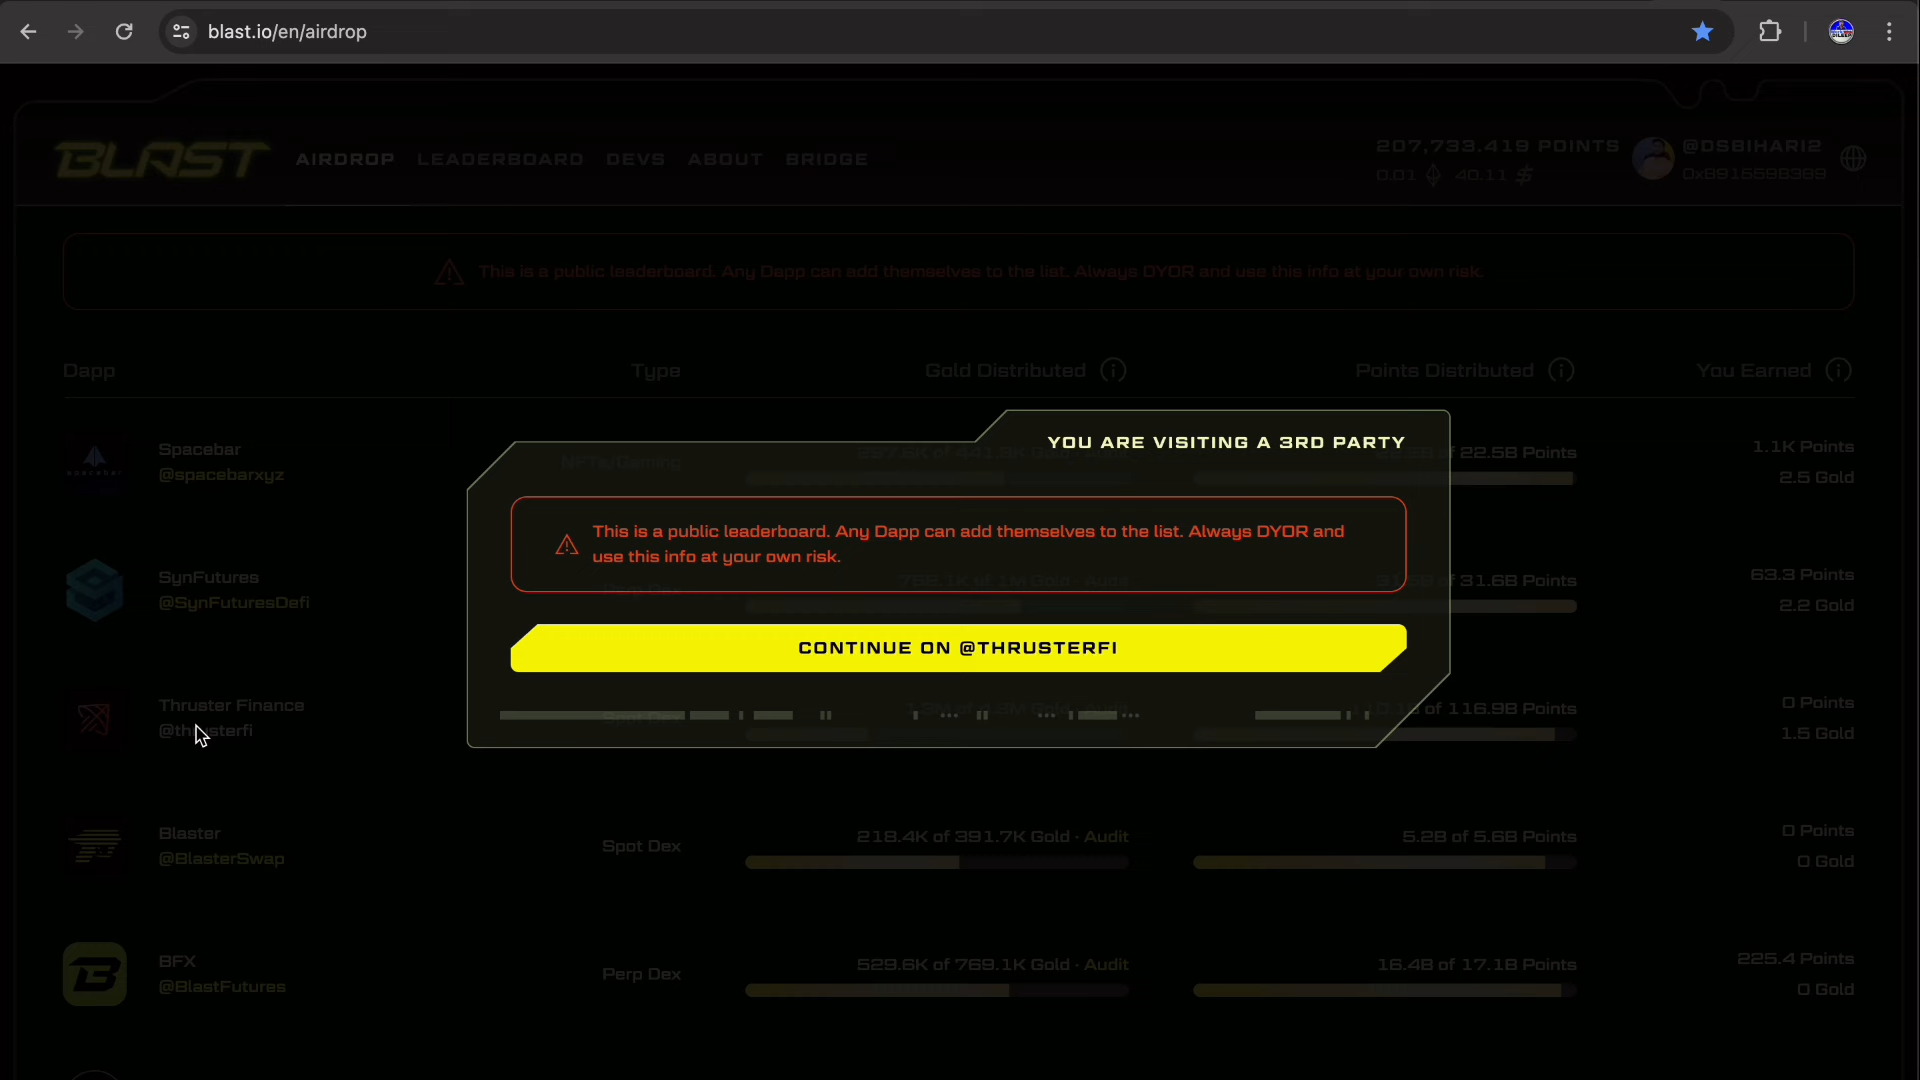 blast.io/en/airdrop
BLAST
AIRDROP
LEADERBOARD
DEVS
ABOUT
BRIDGE
207,733.419 POINTS
0.01
40.11
@DSBIHARI2
This is a public leaderboard. Any Dapp can add themselves to the list. Always DYOR and use this info at your own risk.
Dapp
Type
Gold Distributed
Points Distributed
You Earned
Spacebar
@spacebarxyz
NFTs/Gaming
22.5B Points
1.1K Points
2.5 Gold
SynFutures
@SynFuturesDefi
of 31.6B Points
63.3 Points
2.2 Gold
Thruster Finance
@thrusterfi
Spot Dex
of 116.9B Points
0 Points
1.5 Gold
Blaster
@BlasterSwap
Spot Dex
218.4K of 391.7K Gold · Audit
5.2B of 5.6B Points
0 Points
0 Gold
BFX
@BlastFutures
Perp Dex
529.6K of 769.1K Gold · Audit
16.4B of 17.1B Points
225.4 Points
0 Gold
YOU ARE VISITING A 3RD PARTY
This is a public leaderboard. Any Dapp can add themselves to the list. Always DYOR and
use this info at your own risk.
CONTINUE ON @THRUSTERFI